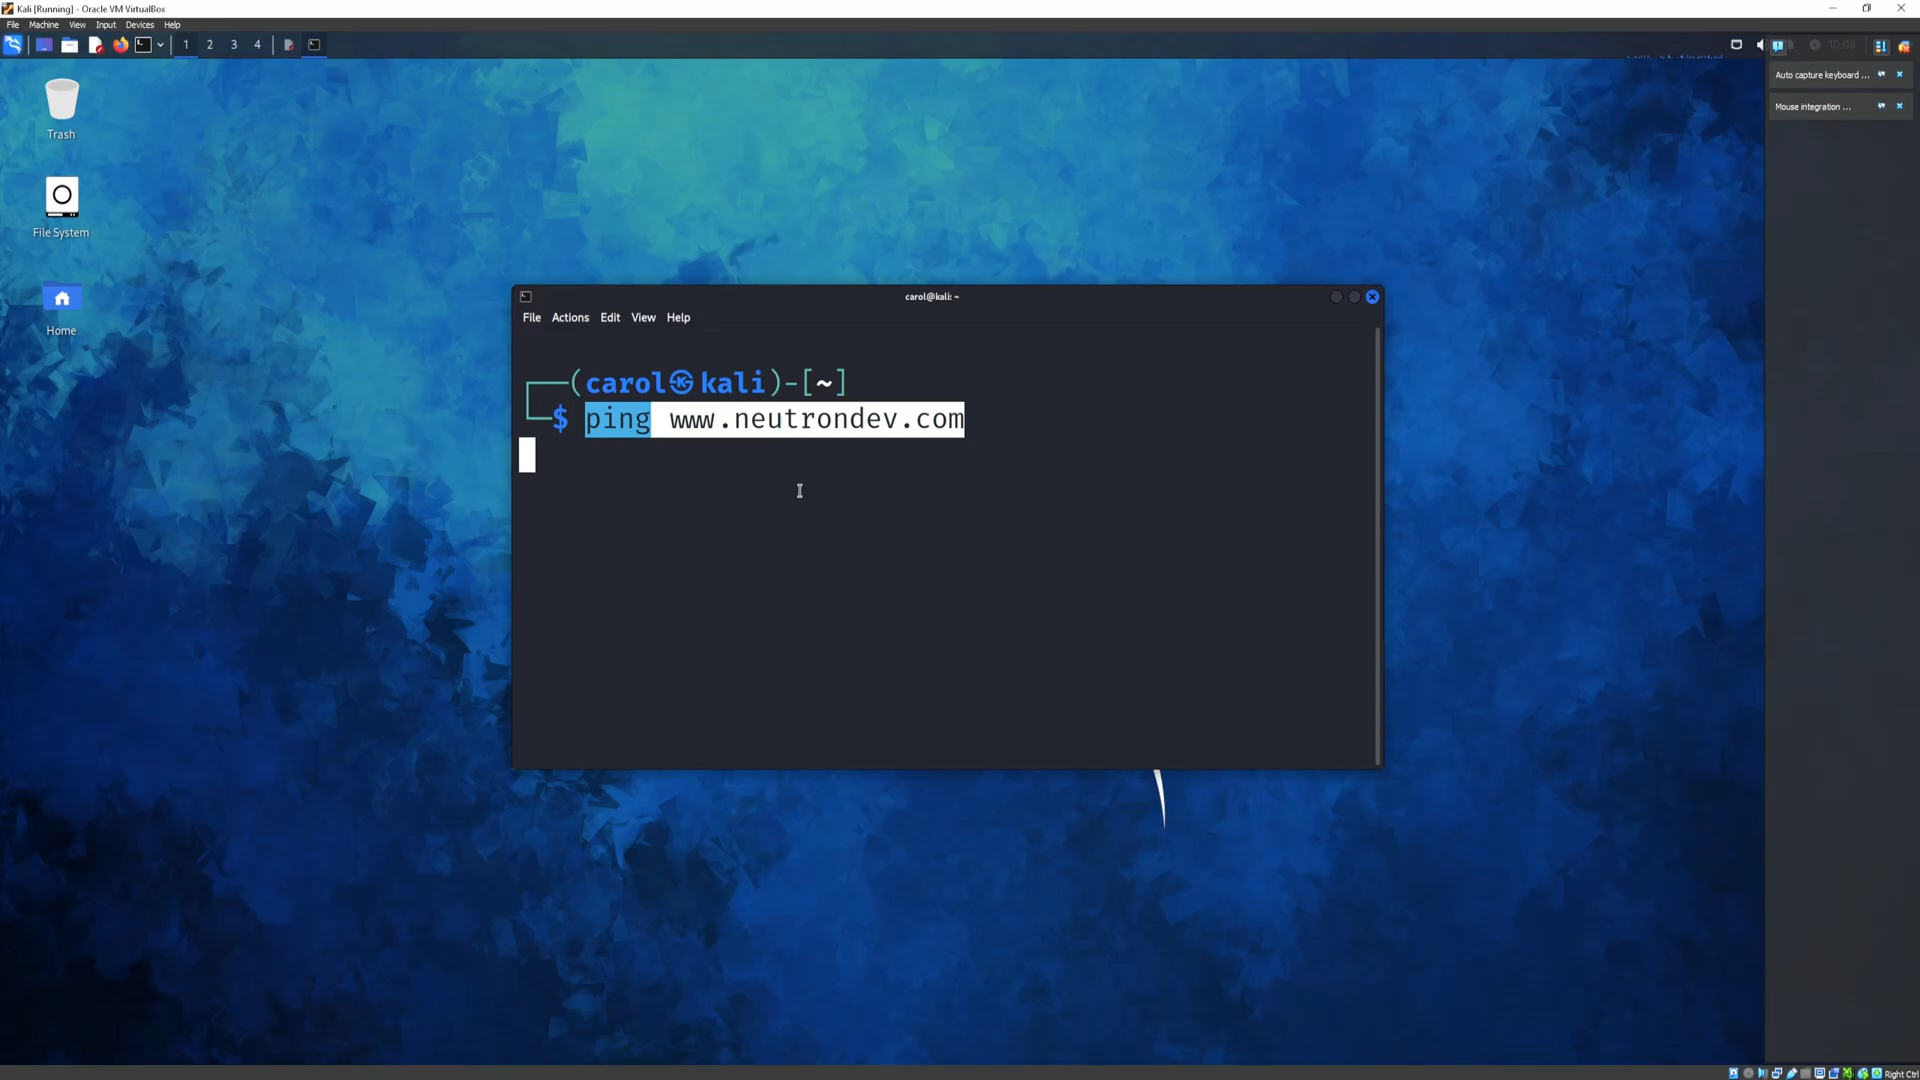 Kali [Running] - Oracle VM VirtualBox
File Machine View Input Devices Help
1 2 3 4
10:08
Auto capture keyboard ...
Mouse integration ...
Trash
File System
Home
carol@kali: ~
File Actions Edit View Help
(carol㉿kali)-[~]
$ ping www.neutrondev.com
Right Ctrl